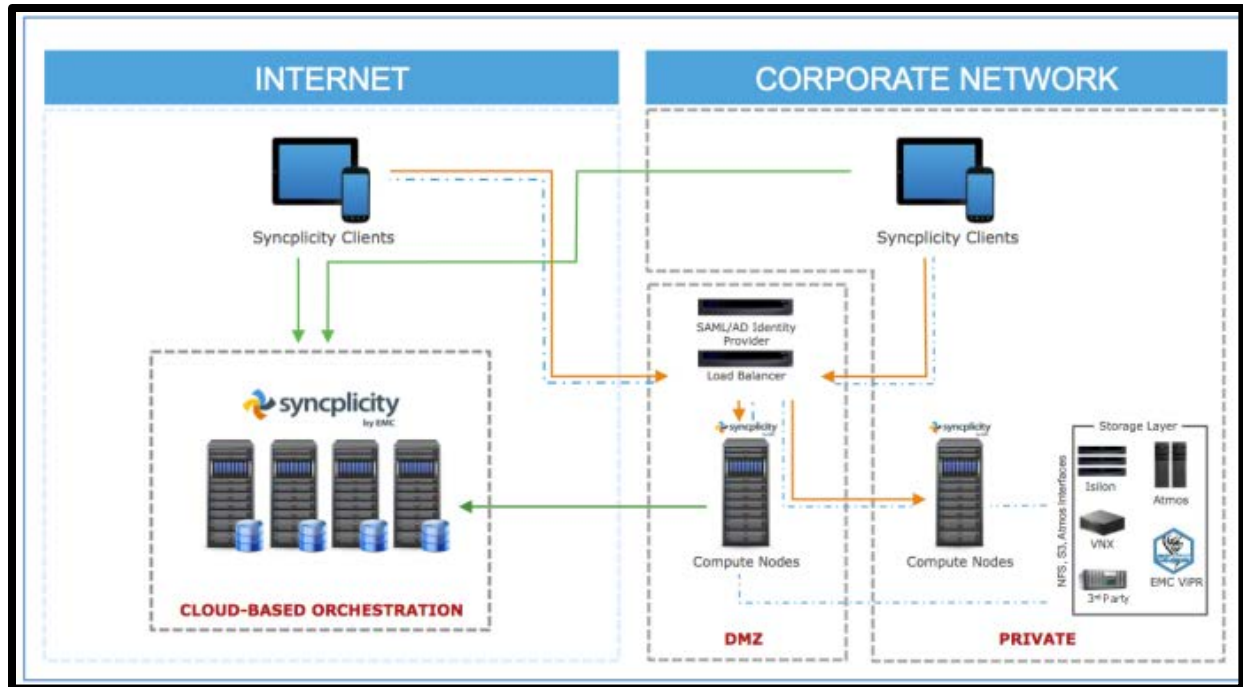 INTERNET
CORPORATE NETWORK
Syncplicity Clients
Syncplicity Clients
SAML/AD Identity
Provider
Load Balancer
syncplicity
by EMC
syncplicity
syncplicity
Storage Layer
Isilon
Atmos
VNX
EMC ViPR
3rd Party
NFS, S3, Atmos Interfaces
Compute Nodes
Compute Nodes
CLOUD-BASED ORCHESTRATION
DMZ
PRIVATE